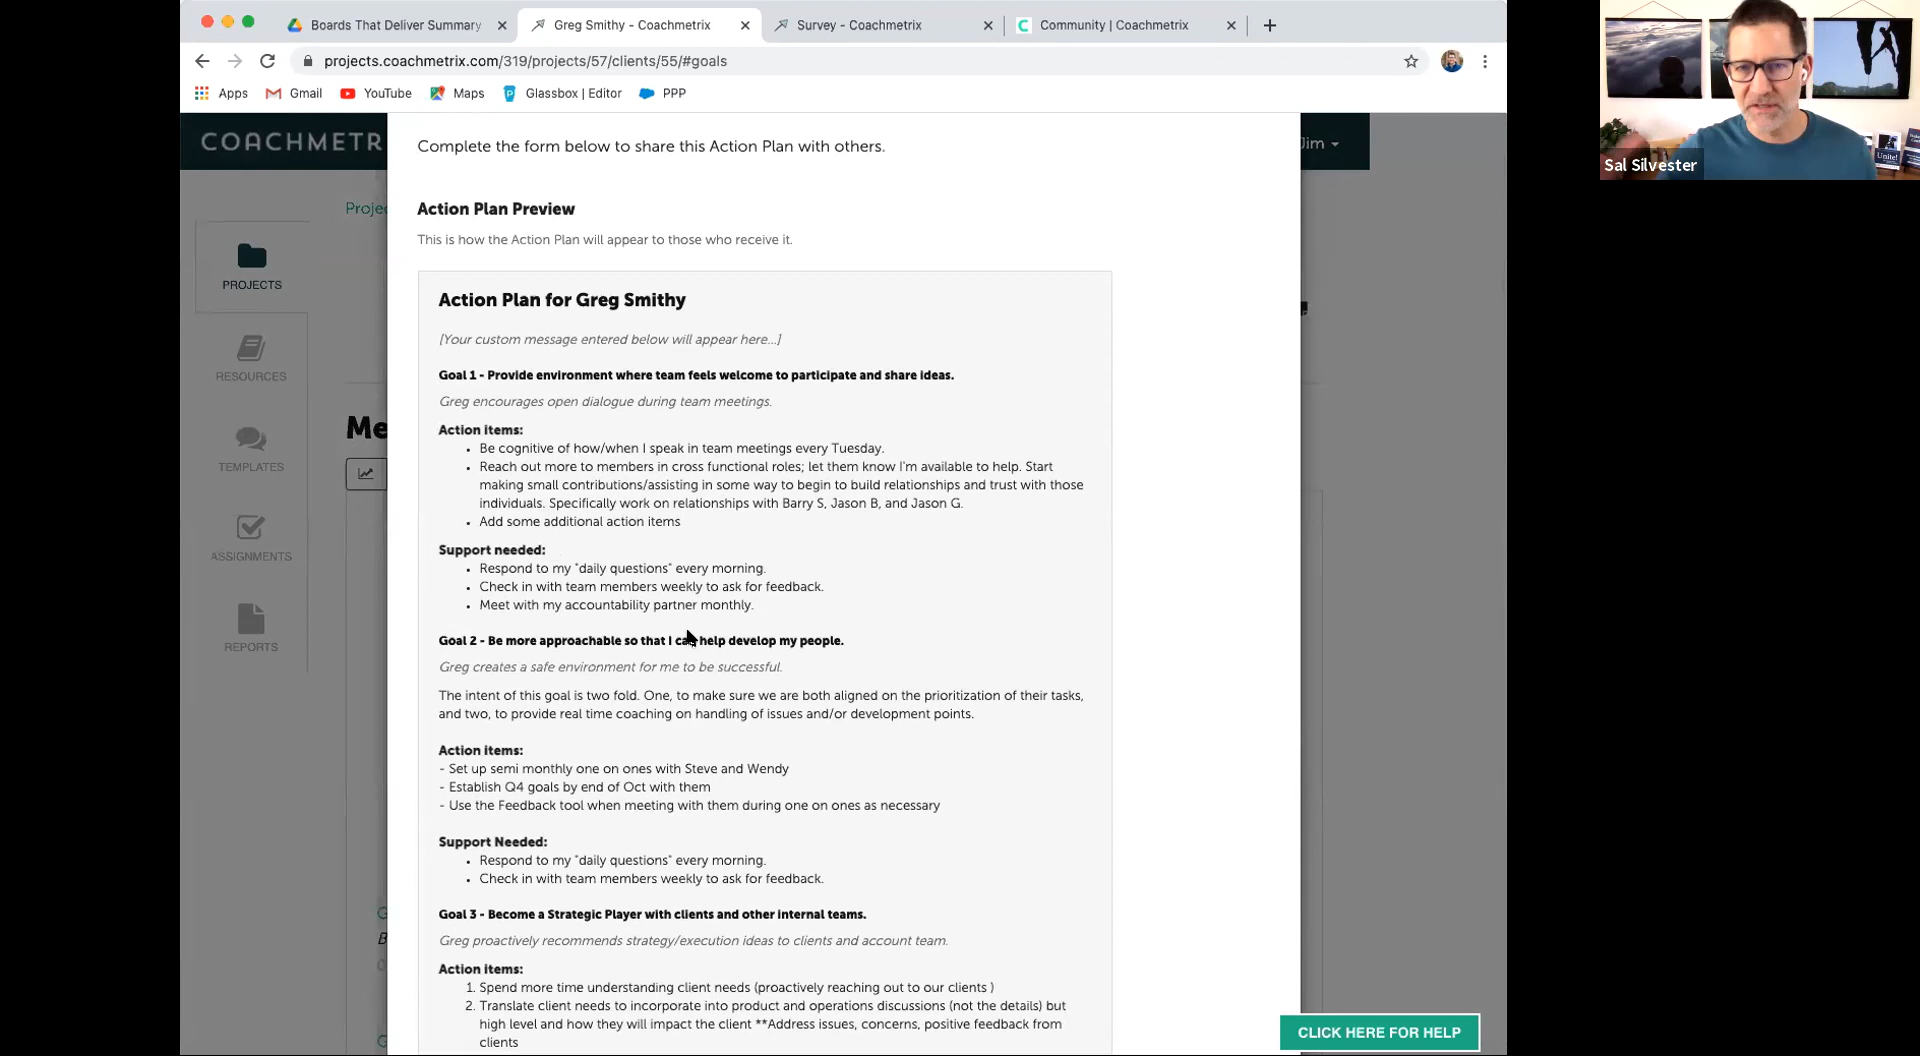 Boards That Deliver Summary
Greg Smithy - Coachmetrix
Survey - Coachmetrix
Community | Coachmetrix
projects.coachmetrix.com/319/projects/57/clients/55/#goals
Apps
Gmail
YouTube
Maps
Glassbox | Editor
PPP
COACHMETR
Jim
Projec
PROJECTS
RESOURCES
TEMPLATES
ASSIGNMENTS
REPORTS
Me
Complete the form below to share this Action Plan with others.
Action Plan Preview
This is how the Action Plan will appear to those who receive it.
Action Plan for Greg Smithy
[Your custom message entered below will appear here...]
Goal 1 - Provide environment where team feels welcome to participate and share ideas.
Greg encourages open dialogue during team meetings.
Action items:
• Be cognitive of how/when I speak in team meetings every Tuesday.
• Reach out more to members in cross functional roles; let them know I'm available to help. Start
making small contributions/assisting in some way to begin to build relationships and trust with those
individuals. Specifically work on relationships with Barry S, Jason B, and Jason G.
• Add some additional action items
Support needed:
• Respond to my "daily questions" every morning.
• Check in with team members weekly to ask for feedback.
• Meet with my accountability partner monthly.
Goal 2 - Be more approachable so that I can help develop my people.
Greg creates a safe environment for me to be successful.
The intent of this goal is two fold. One, to make sure we are both aligned on the prioritization of their tasks,
and two, to provide real time coaching on handling of issues and/or development points.
Action items:
- Set up semi monthly one on ones with Steve and Wendy
- Establish Q4 goals by end of Oct with them
- Use the Feedback tool when meeting with them during one on ones as necessary
Support Needed:
• Respond to my "daily questions" every morning.
• Check in with team members weekly to ask for feedback.
Goal 3 - Become a Strategic Player with clients and other internal teams.
Greg proactively recommends strategy/execution ideas to clients and account team.
Action items:
1. Spend more time understanding client needs (proactively reaching out to our clients )
2. Translate client needs to incorporate into product and operations discussions (not the details) but
high level and how they will impact the client **Address issues, concerns, positive feedback from
clients
CLICK HERE FOR HELP
Unite!
Sal Silvester